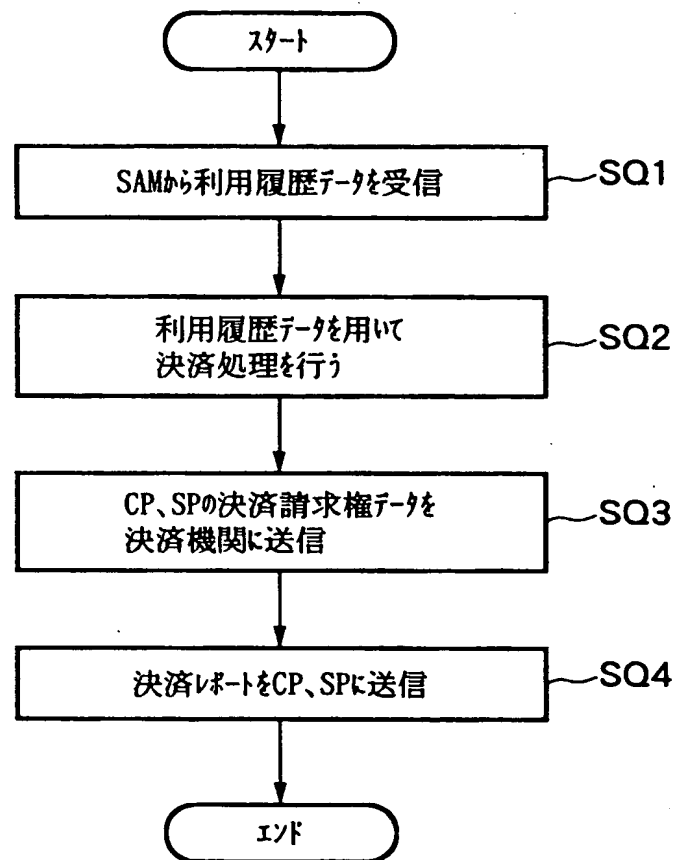 スタート
SAMから利用履歴データを受信
SQ1
利用履歴データを用いて
決済処理を行う
SQ2
CP、SPの決済請求権データを
決済機関に送信
SQ3
決済レポートをCP、SPに送信
SQ4
エンド